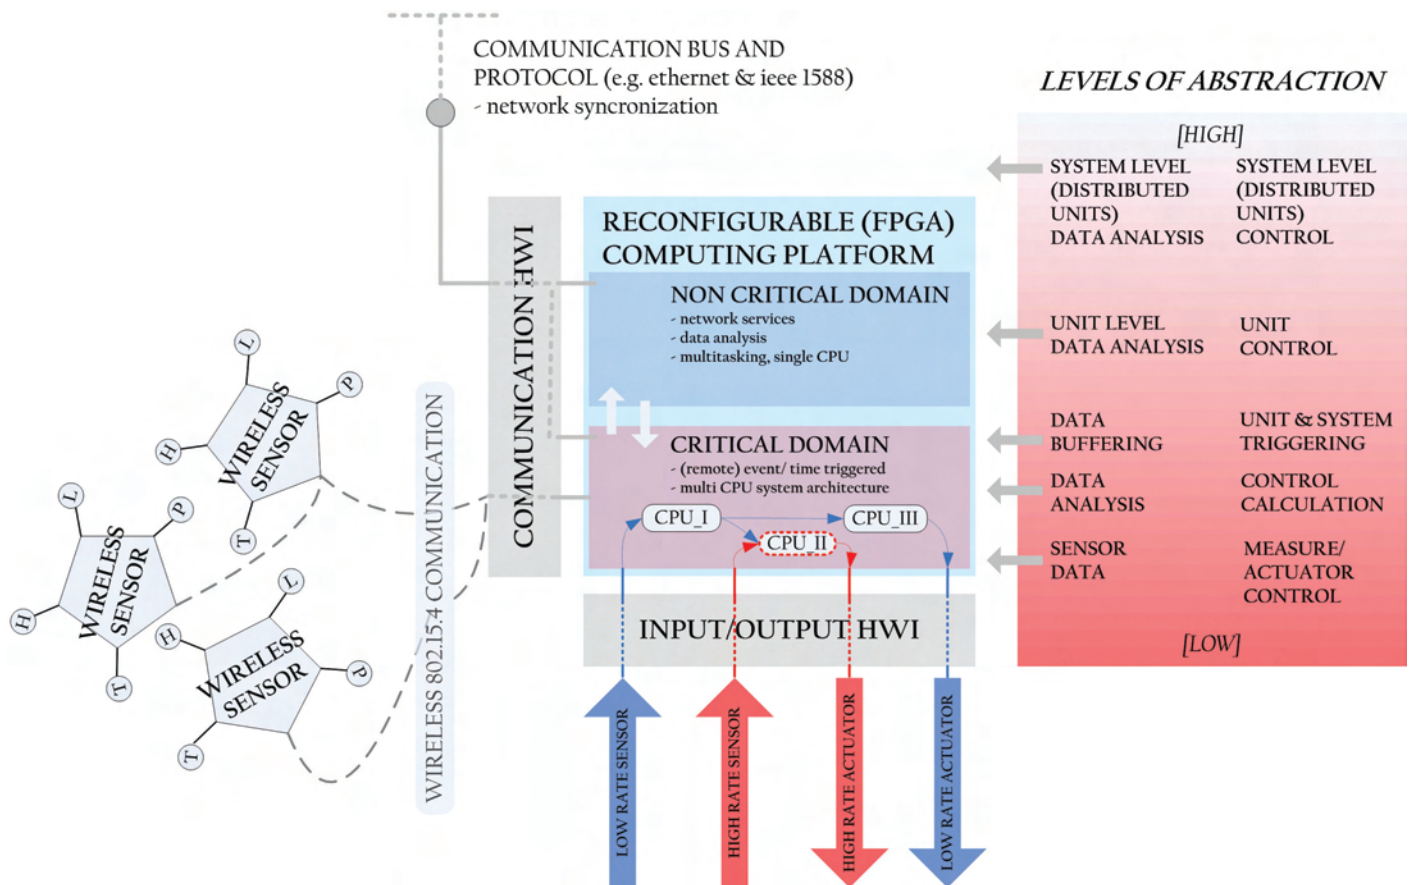 COMMUNICATION BUS AND
PROTOCOL (e.g. ethernet & ieee 1588)
- network syncronization
LEVELS OF ABSTRACTION
[HIGH]
SYSTEM LEVEL
(DISTRIBUTED
UNITS)
DATA ANALYSIS
SYSTEM LEVEL
(DISTRIBUTED
UNITS)
CONTROL
UNIT LEVEL
DATA ANALYSIS
UNIT
CONTROL
DATA
BUFFERING
UNIT & SYSTEM
TRIGGERING
DATA
ANALYSIS
CONTROL
CALCULATION
SENSOR
DATA
MEASURE/
ACTUATOR
CONTROL
[LOW]
COMMUNICATION HWI
RECONFIGURABLE (FPGA)
COMPUTING PLATFORM
NON CRITICAL DOMAIN
- network services
- data analysis
- multitasking, single CPU
CRITICAL DOMAIN
- (remote) event/ time triggered
- multi CPU system architecture
CPU_I
CPU_II
CPU_III
INPUT/OUTPUT HWI
LOW RATE SENSOR
HIGH RATE SENSOR
HIGH RATE ACTUATOR
LOW RATE ACTUATOR
WIRELESS 802.15.4 COMMUNICATION
L
P
H
T
WIRELESS
SENSOR
L
P
H
T
WIRELESS
SENSOR
L
P
H
T
WIRELESS
SENSOR